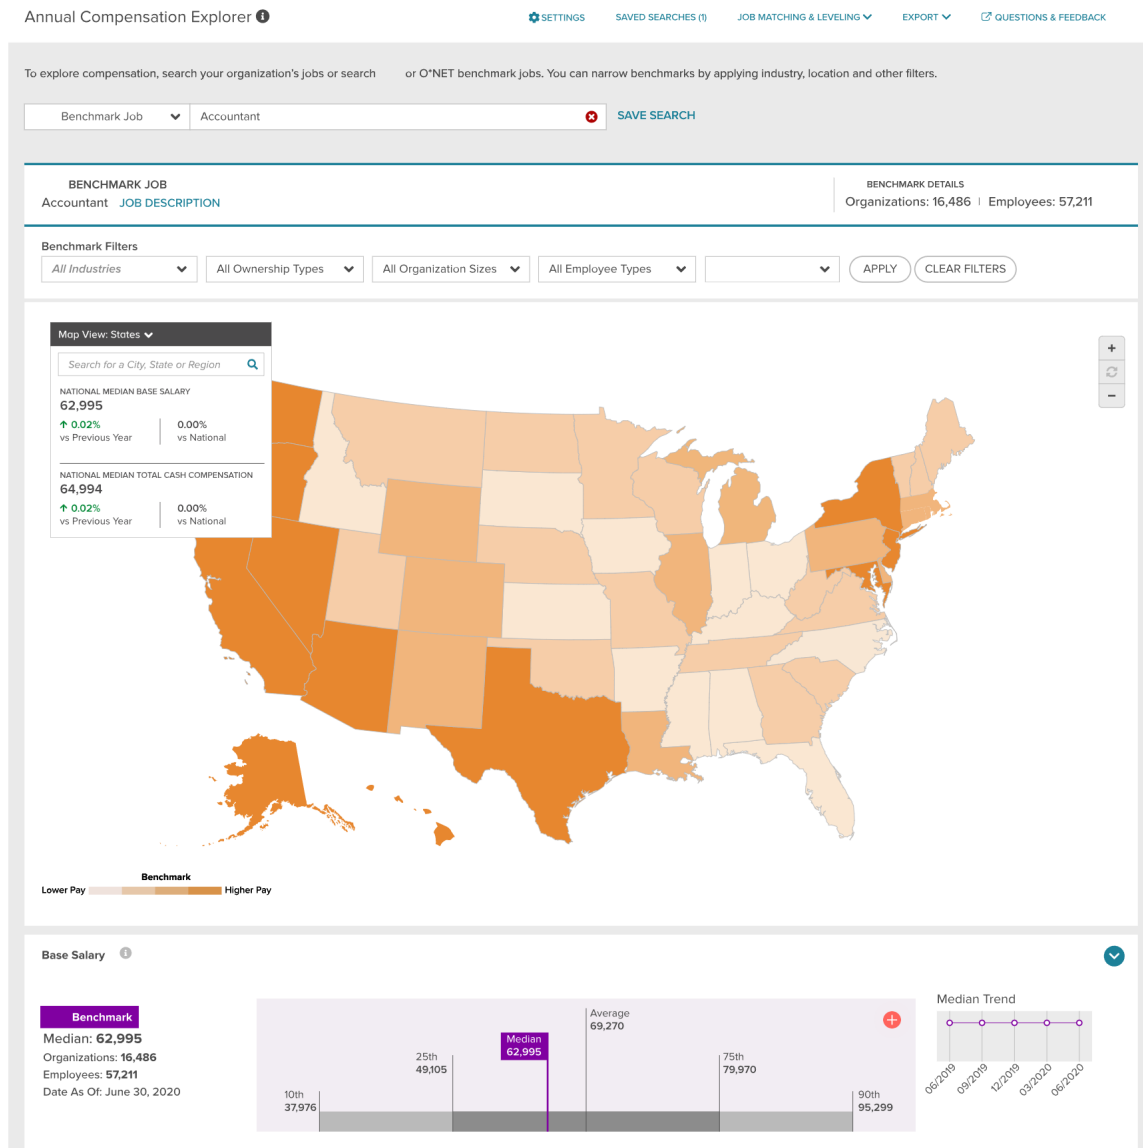 Annual Compensation Explorer
SETTINGS
SAVED SEARCHES (1)
JOB MATCHING & LEVELING
EXPORT
QUESTIONS & FEEDBACK
To explore compensation, search your organization's jobs or search or O*NET benchmark jobs. You can narrow benchmarks by applying industry, location and other filters.
Benchmark Job
Accountant
SAVE SEARCH
BENCHMARK JOB
Accountant JOB DESCRIPTION
BENCHMARK DETAILS
Organizations: 16,486 | Employees: 57,211
Benchmark Filters
All Industries
All Ownership Types
All Organization Sizes
All Employee Types
APPLY
CLEAR FILTERS
Map View: States
Search for a City, State or Region
NATIONAL MEDIAN BASE SALARY
62,995
↑ 0.02%
vs Previous Year
0.00%
vs National
NATIONAL MEDIAN TOTAL CASH COMPENSATION
64,994
↑ 0.02%
vs Previous Year
0.00%
vs National
+
−
Benchmark
Lower Pay
Higher Pay
Base Salary
Benchmark
Median: 62,995
Organizations: 16,486
Employees: 57,211
Date As Of: June 30, 2020
10th
37,976
25th
49,105
Median
62,995
Average
69,270
75th
79,970
90th
95,299
Median Trend
06/2019
09/2019
12/2019
03/2020
06/2020